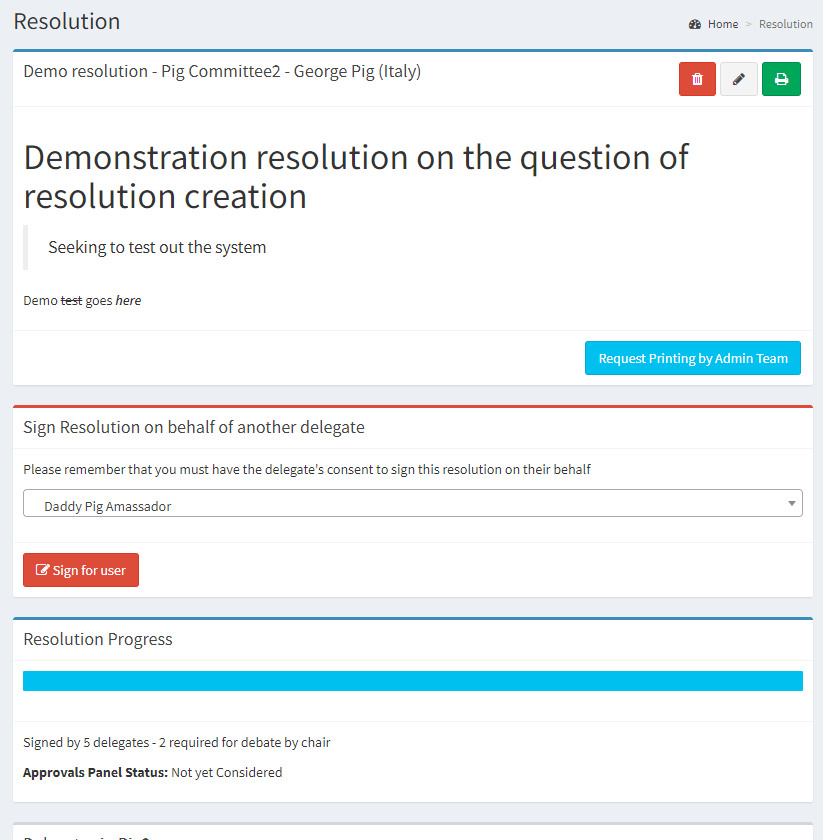 Resolution
Home > Resolution
Demo resolution - Pig Committee2 - George Pig (Italy)
Demonstration resolution on the question of
resolution creation
Seeking to test out the system
Demo test goes here
Request Printing by Admin Team
Sign Resolution on behalf of another delegate
Please remember that you must have the delegate's consent to sign this resolution on their behalf
Daddy Pig Amassador
Sign for user
Resolution Progress
Signed by 5 delegates - 2 required for debate by chair
Approvals Panel Status: Not yet Considered